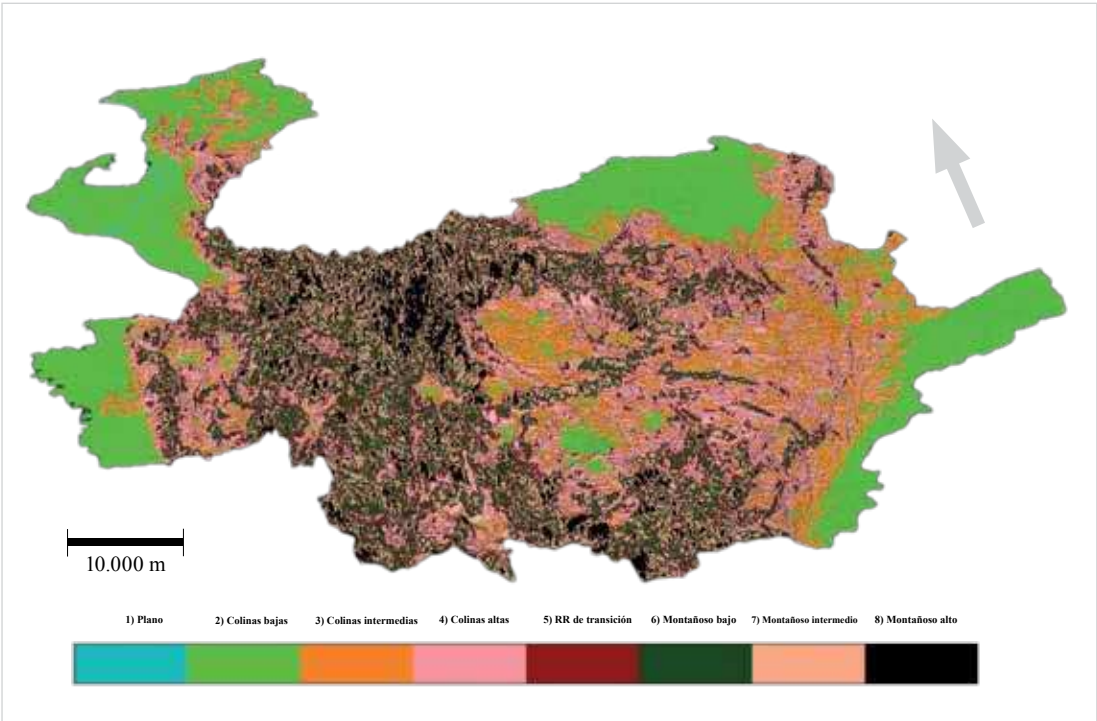 10.000 m
1) Plano 2) Colinas bajas 3) Colinas intermedias 4) Colinas altas 5) RR de transición 6) Montañoso bajo 7) Montañoso intermedio 8) Montañoso alto